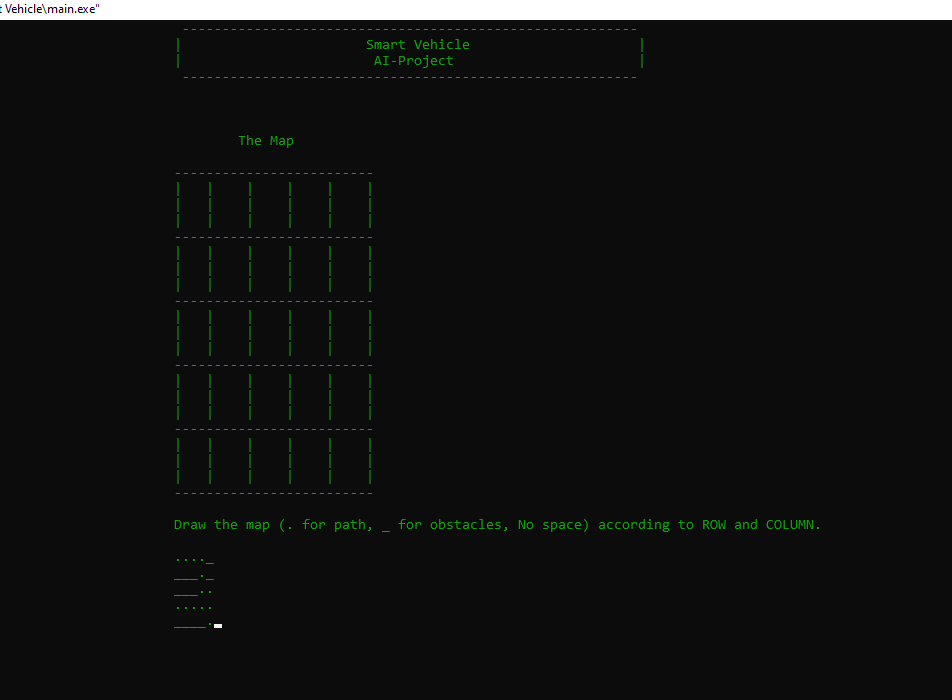 t Vehicle\main.exe"
Smart Vehicle
AI-Project
The Map
Draw the map (. for path, _ for obstacles, No space) according to ROW and COLUMN.
...._
___._
___..
.....
____.